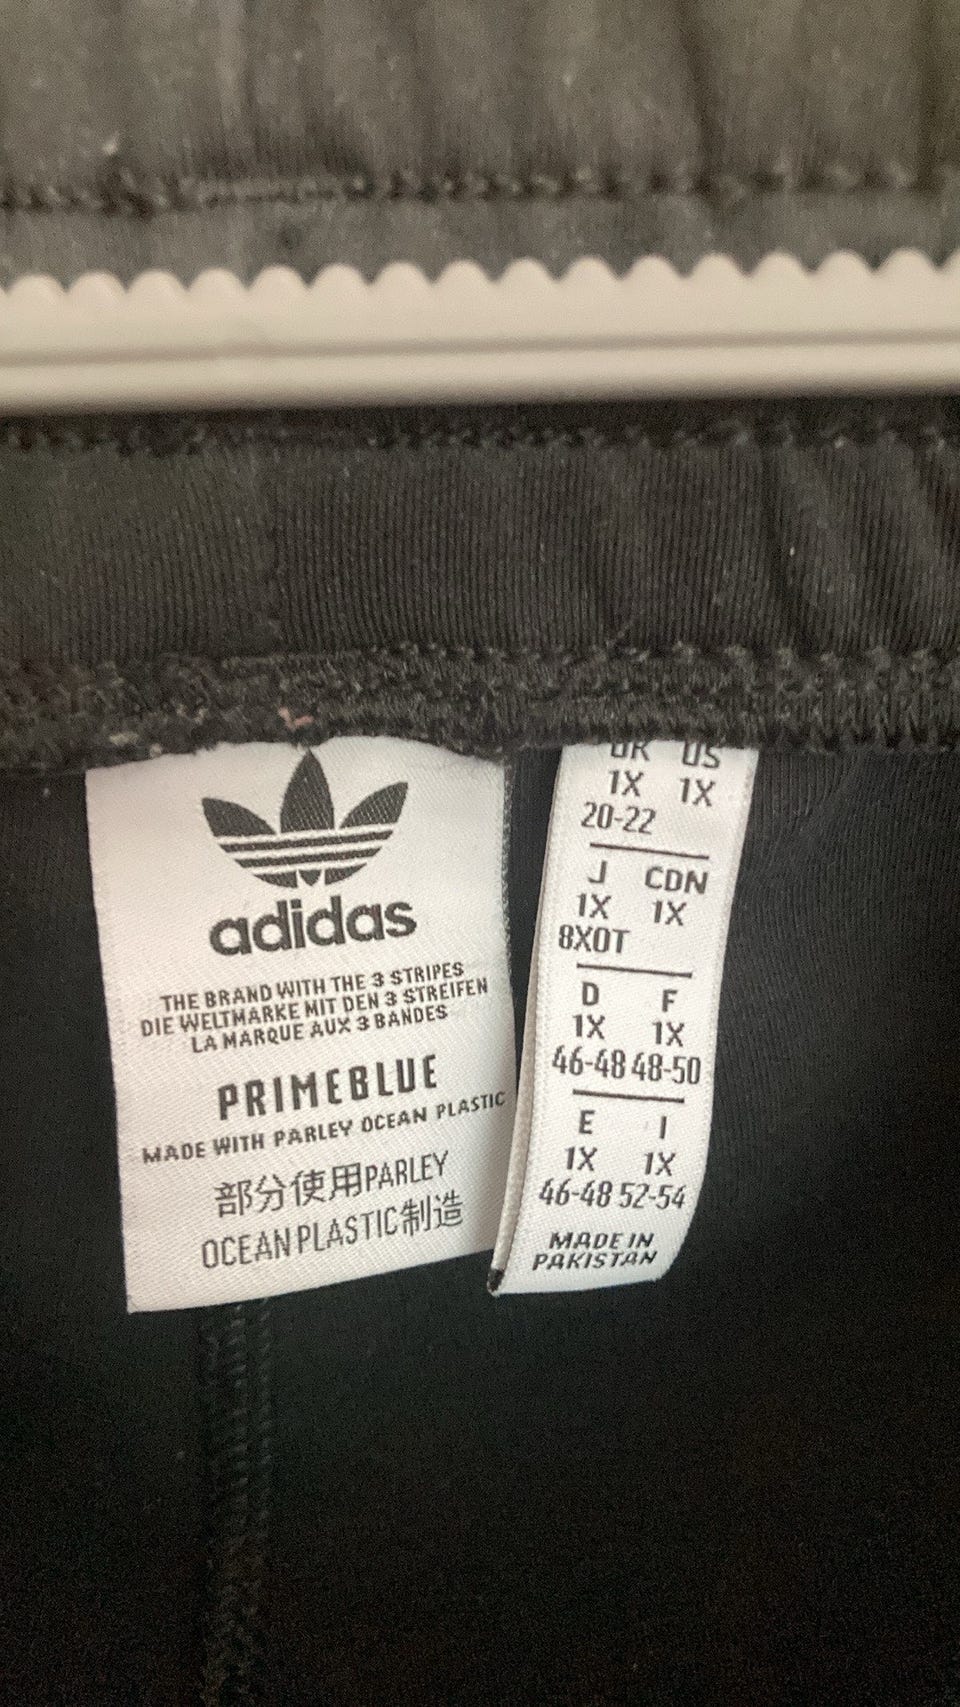 adidas
THE BRAND WITH THE 3 STRIPES
DIE WELTMARKE MIT DEN 3 STREIFEN
LA MARQUE AUX 3 BANDES
PRIMEBLUE
MADE WITH PARLEY OCEAN PLASTIC
部分使用PARLEY
OCEAN PLASTIC制造
UK US
1X 1X
20-22
J CDN
1X 1X
8XOT
D F
1X 1X
46-48 48-50
E I
1X 1X
46-48 52-54
MADE IN
PAKISTAN